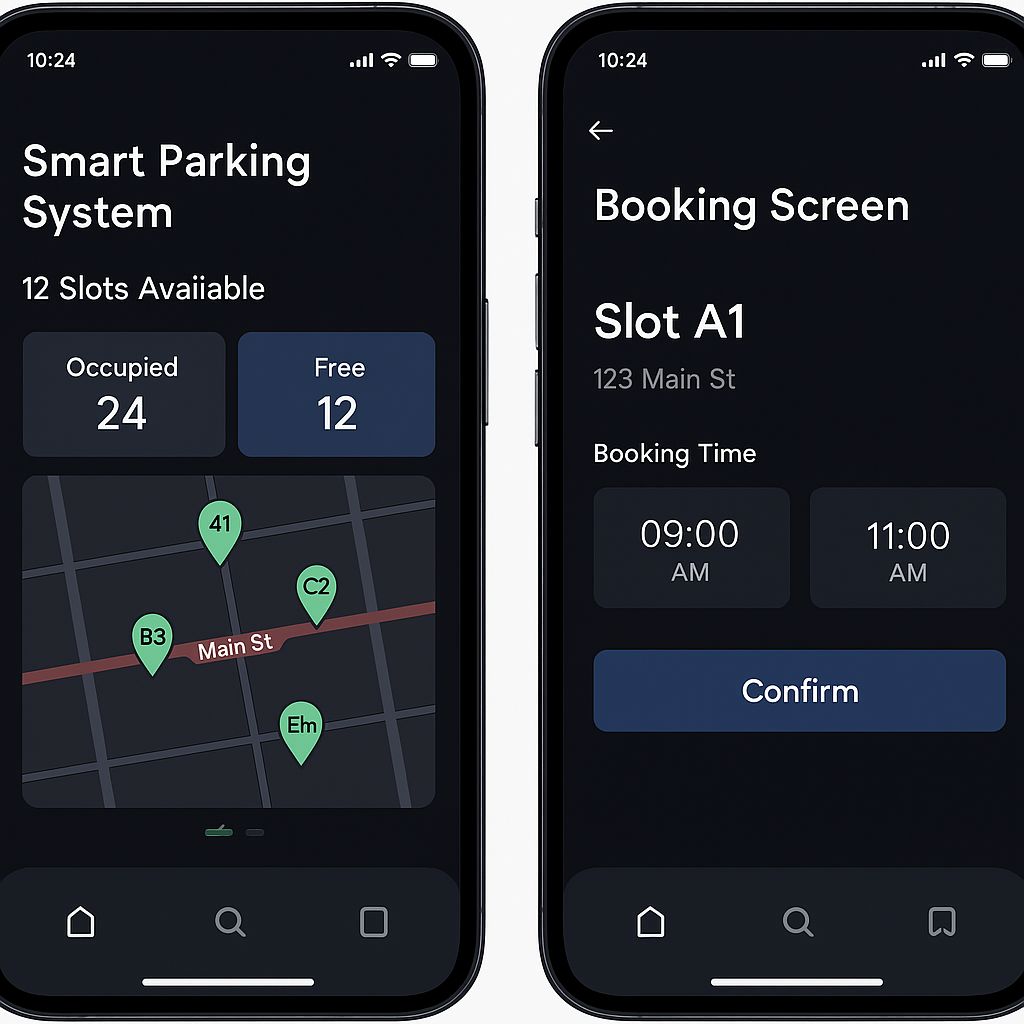 10:24
Smart Parking
System
12 Slots Avaiiable
Occupied
24
Free
12
41
C2
B3
Main St
Elm
10:24
Booking Screen
Slot A1
123 Main St
Booking Time
09:00
AM
11:00
AM
Confirm